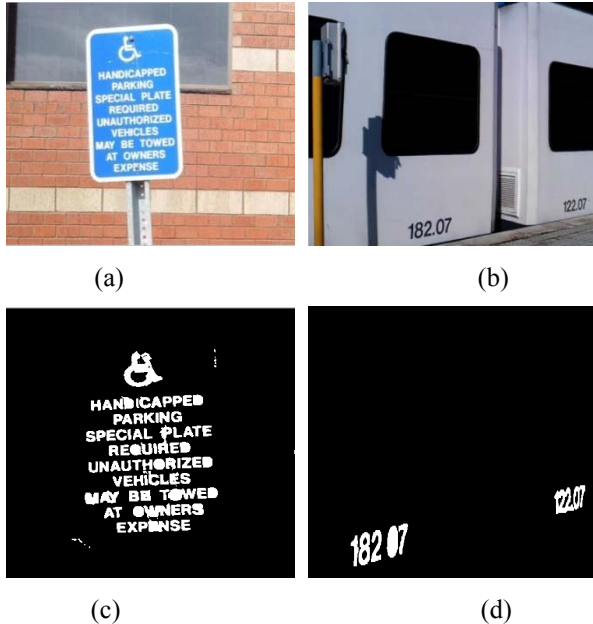 HANDICAPPED
PARKING
SPECIAL PLATE
REQUIRED
UNAUTHORIZED
VEHICLES
MAY BE TOWED
AT OWNERS
EXPENSE
182.07
122.07
(a)
(b)
HANDICAPPED
PARKING
SPECIAL PLATE
REQUIRED
UNAUTHORIZED
VEHICLES
MAY BE TOWED
AT OWNERS
EXPENSE
182 07
122.07
(c)
(d)